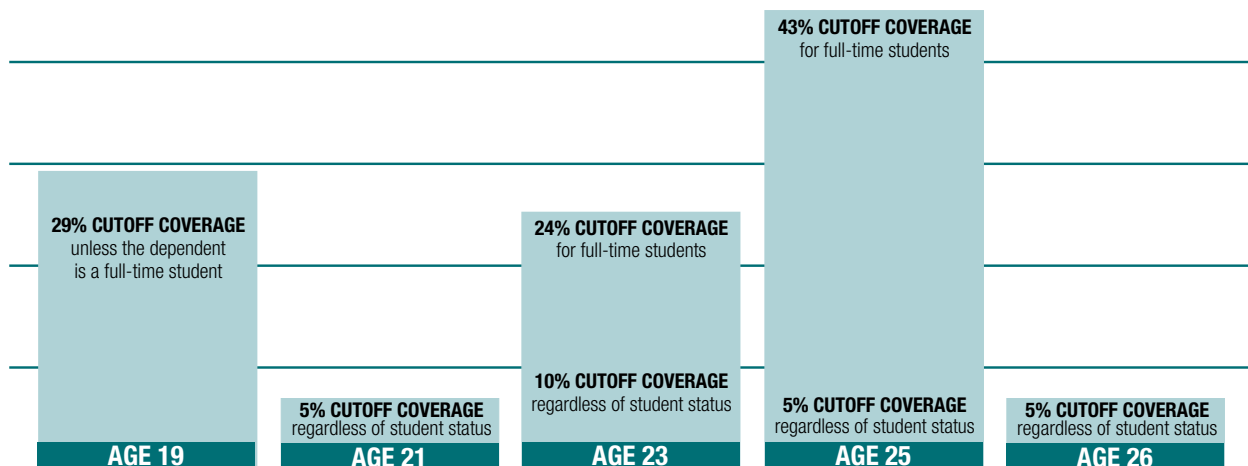 29% CUTOFF COVERAGE
unless the dependent
is a full-time student
AGE 19
5% CUTOFF COVERAGE
regardless of student status
AGE 21
24% CUTOFF COVERAGE
for full-time students
10% CUTOFF COVERAGE
regardless of student status
AGE 23
43% CUTOFF COVERAGE
for full-time students
5% CUTOFF COVERAGE
regardless of student status
AGE 25
5% CUTOFF COVERAGE
regardless of student status
AGE 26